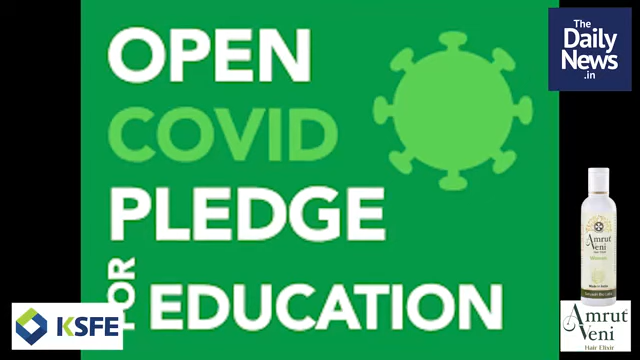 OPEN
COVID
PLEDGE
FOR EDUCATION
The
Daily
News
.in
Amrut
Veni
KSFE
Amrut
Veni
Hair Elixir